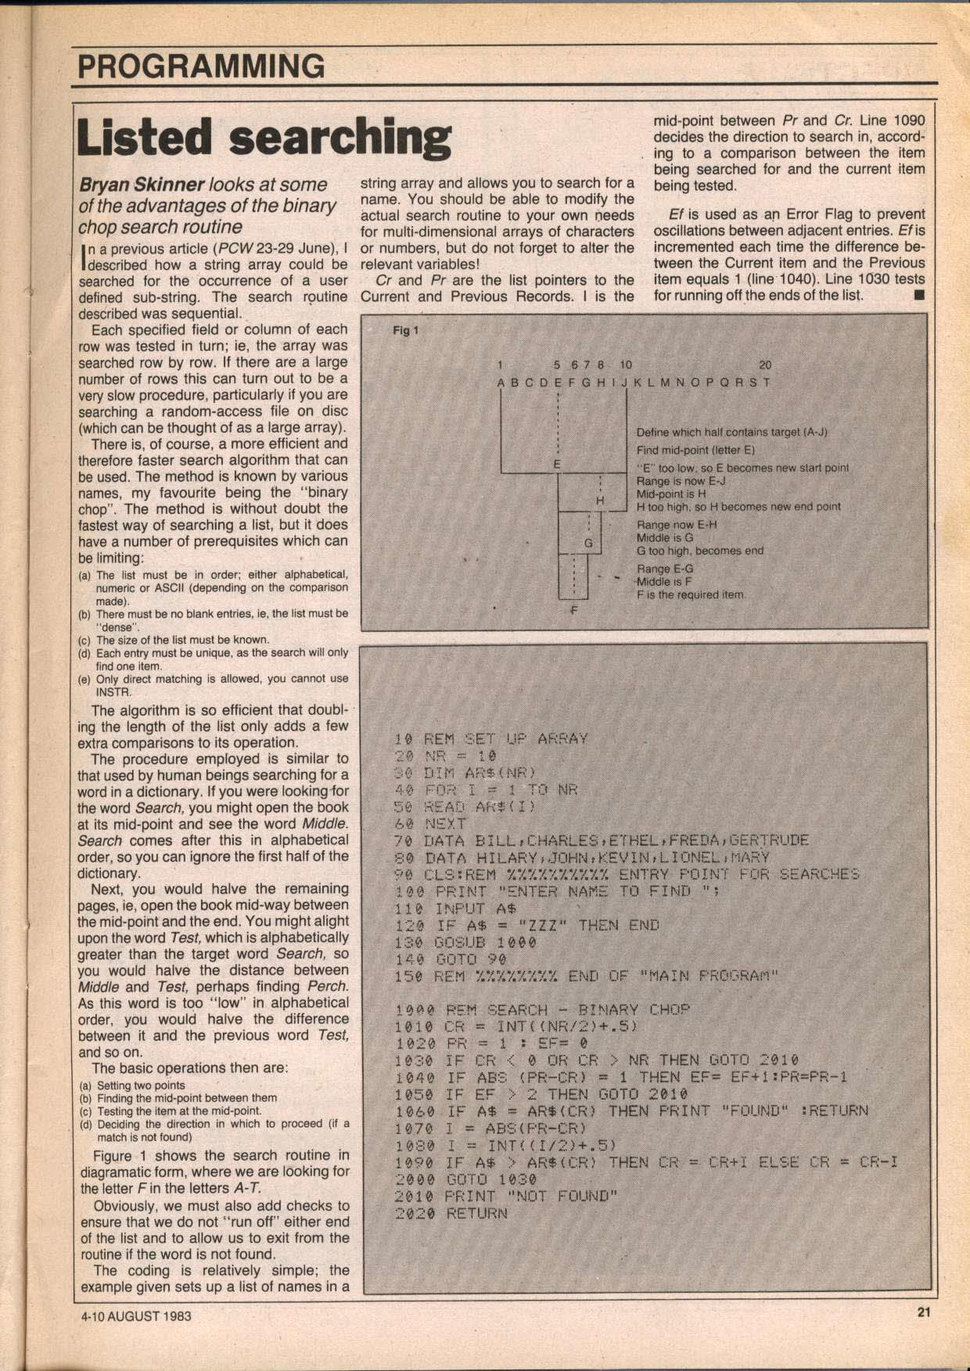 PROGRAMMING
Listed searching
Bryan Skinner looks at some
of the advantages of the binary
chop search routine
In a previous article (PCW 23-29 June), I
described how a string array could be
searched for the occurrence of a user
defined sub-string. The search routine
described was sequential.
Each specified field or column of each
row was tested in turn; ie, the array was
searched row by row. If there are a large
number of rows this can turn out to be a
very slow procedure, particularly if you are
searching a random-access file on disc
(which can be thought of as a large array).
There is, of course, a more efficient and
therefore faster search algorithm that can
be used. The method is known by various
names, my favourite being the "binary
chop". The method is without doubt the
fastest way of searching a list, but it does
have a number of prerequisites which can
be limiting:
(a) The list must be in order; either alphabetical,
numeric or ASCII (depending on the comparison
made).
(b) There must be no blank entries, ie, the list must be
"dense".
(c) The size of the list must be known.
(d) Each entry must be unique, as the search will only
find one item.
(e) Only direct matching is allowed, you cannot use
INSTR.
The algorithm is so efficient that doubl-
ing the length of the list only adds a few
extra comparisons to its operation.
The procedure employed is similar to
that used by human beings searching for a
word in a dictionary. If you were looking for
the word Search, you might open the book
at its mid-point and see the word Middle.
Search comes after this in alphabetical
order, so you can ignore the first half of the
dictionary.
Next, you would halve the remaining
pages, ie, open the book mid-way between
the mid-point and the end. You might alight
upon the word Test, which is alphabetically
greater than the target word Search, so
you would halve the distance between
Middle and Test, perhaps finding Perch.
As this word is too "low" in alphabetical
order, you would halve the difference
between it and the previous word Test,
and so on.
The basic operations then are:
(a) Setting two points
(b) Finding the mid-point between them
(c) Testing the item at the mid-point.
(d) Deciding the direction in which to proceed (if a
match is not found)
Figure 1 shows the search routine in
diagramatic form, where we are looking for
the letter F in the letters A-T.
Obviously, we must also add checks to
ensure that we do not "run off" either end
of the list and to allow us to exit from the
routine if the word is not found.
The coding is relatively simple; the
example given sets up a list of names in a
string array and allows you to search for a
name. You should be able to modify the
actual search routine to your own needs
for multi-dimensional arrays of characters
or numbers, but do not forget to alter the
relevant variables!
Cr and Pr are the list pointers to the
Current and Previous Records. I is the
mid-point between Pr and Cr. Line 1090
decides the direction to search in, accord-
ing to a comparison between the item
being searched for and the current item
being tested.
Ef is used as an Error Flag to prevent
oscillations between adjacent entries. Ef is
incremented each time the difference be-
tween the Current item and the Previous
item equals 1 (line 1040). Line 1030 tests
for running off the ends of the list. ■
Fig 1
1 5 6 7 8 10 20
A B C D E F G H I J K L M N O P Q R S T
Define which half contains target (A-J)
Find mid-point (letter E)
E
"E" too low, so E becomes new start point
Range is now E-J
Mid-point is H
H
H too high, so H becomes new end point
Range now E-H
Middle is G
G
G too high, becomes end
Range E-G
Middle is F
F is the required item.
F
10 REM SET UP ARRAY
20 NR = 10
30 DIM AR$(NR)
40 FOR I = 1 TO NR
50 READ AR$(I)
60 NEXT
70 DATA BILL,CHARLES,ETHEL,FREDA,GERTRUDE
80 DATA HILARY,JOHN,KEVIN,LIONEL,MARY
90 CLS:REM %%%%%%%%%% ENTRY POINT FOR SEARCHES
100 PRINT "ENTER NAME TO FIND ";
110 INPUT A$
120 IF A$ = "ZZZ" THEN END
130 GOSUB 1000
140 GOTO 90
150 REM %%%%%%%% END OF "MAIN PROGRAM"
1000 REM SEARCH - BINARY CHOP
1010 CR = INT((NR/2)+.5)
1020 PR = 1 : EF= 0
1030 IF CR < 0 OR CR > NR THEN GOTO 2010
1040 IF ABS (PR-CR) = 1 THEN EF= EF+1:PR=PR-1
1050 IF EF > 2 THEN GOTO 2010
1060 IF A$ = AR$(CR) THEN PRINT "FOUND" :RETURN
1070 I = ABS(PR-CR)
1080 I = INT((I/2)+.5)
1090 IF A$ > AR$(CR) THEN CR = CR+I ELSE CR = CR-I
2000 GOTO 1030
2010 PRINT "NOT FOUND"
2020 RETURN
4-10 AUGUST 1983
21